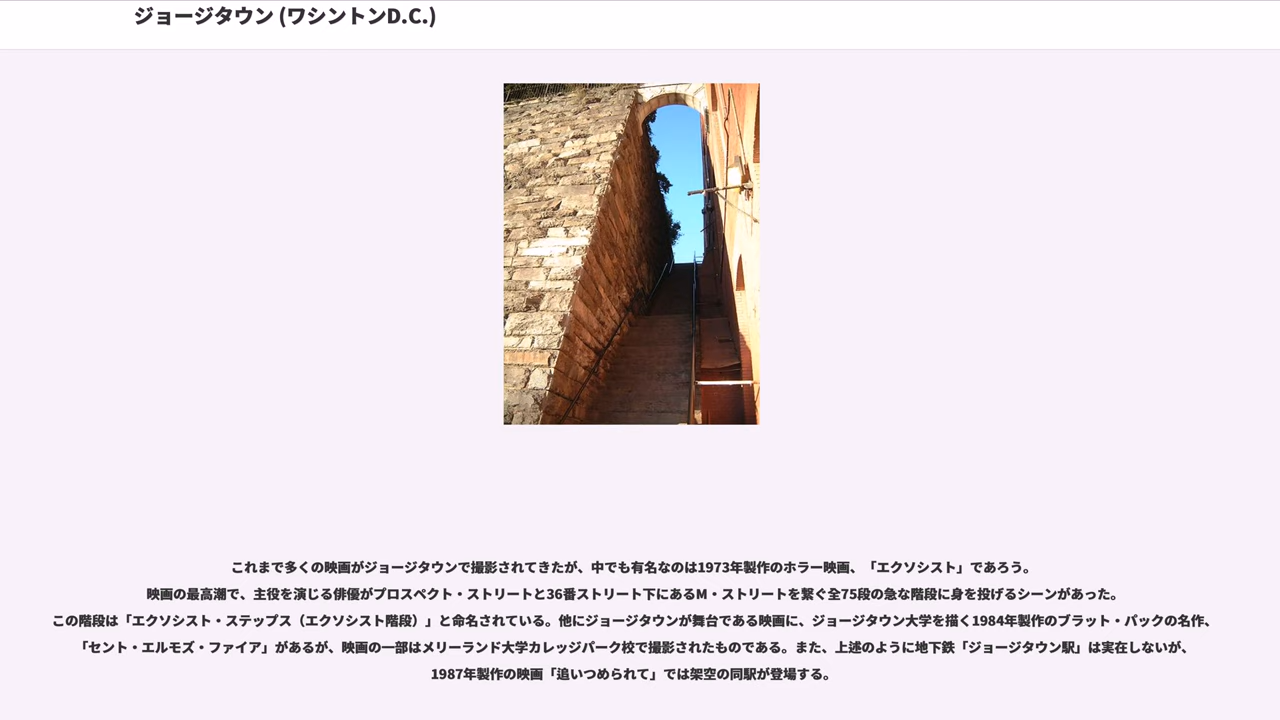 ジョージタウン (ワシントンD.C.)
これまで多くの映画がジョージタウンで撮影されてきたが、中でも有名なのは1973年製作のホラー映画、「エクソシスト」であろう。
映画の最高潮で、主役を演じる俳優がプロスペクト・ストリートと36番ストリート下にあるM・ストリートを繋ぐ全75段の急な階段に身を投げるシーンがあった。
この階段は「エクソシスト・ステップス（エクソシスト階段）」と命名されている。他にジョージタウンが舞台である映画に、ジョージタウン大学を描く1984年製作のブラット・パックの名作、
「セント・エルモズ・ファイア」があるが、映画の一部はメリーランド大学カレッジパーク校で撮影されたものである。また、上述のように地下鉄「ジョージタウン駅」は実在しないが、
1987年製作の映画「追いつめられて」では架空の同駅が登場する。